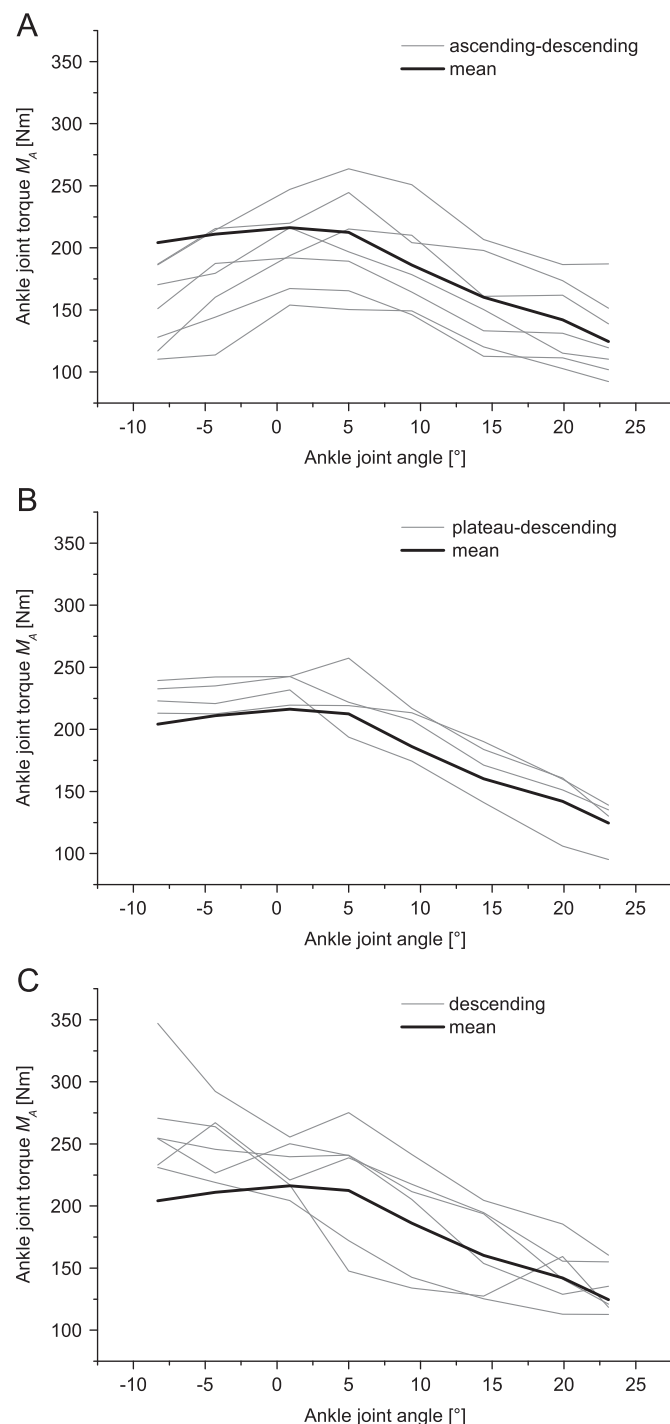 A
ascending-descending
mean
350
300
250
200
150
100
Ankle joint torque M_A [Nm]
-10 -5 0 5 10 15 20 25
Ankle joint angle [°]
B
plateau-descending
mean
350
300
250
200
150
100
Ankle joint torque M_A [Nm]
-10 -5 0 5 10 15 20 25
Ankle joint angle [°]
C
descending
mean
350
300
250
200
150
100
Ankle joint torque M_A [Nm]
-10 -5 0 5 10 15 20 25
Ankle joint angle [°]